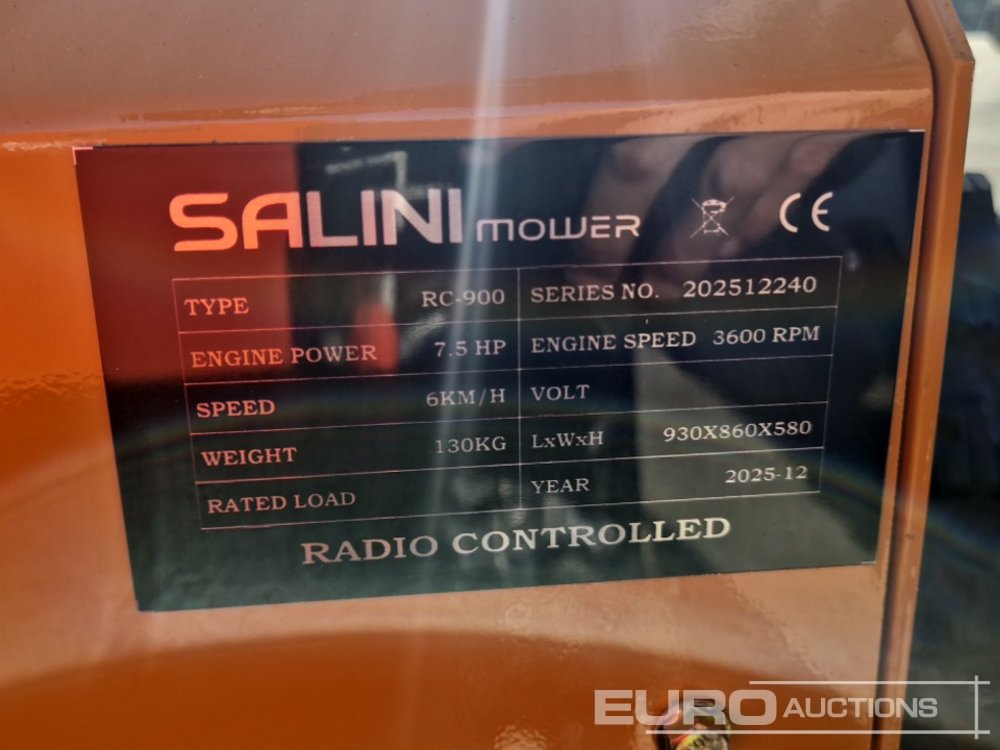 SALINI MOWER CE
TYPE RC-900 SERIES NO. 202512240
ENGINE POWER 7.5 HP ENGINE SPEED 3600 RPM
SPEED 6KM/H VOLT
WEIGHT 130KG LxWxH 930X860X580
RATED LOAD YEAR 2025-12
RADIO CONTROLLED
EURO AUCTIONS